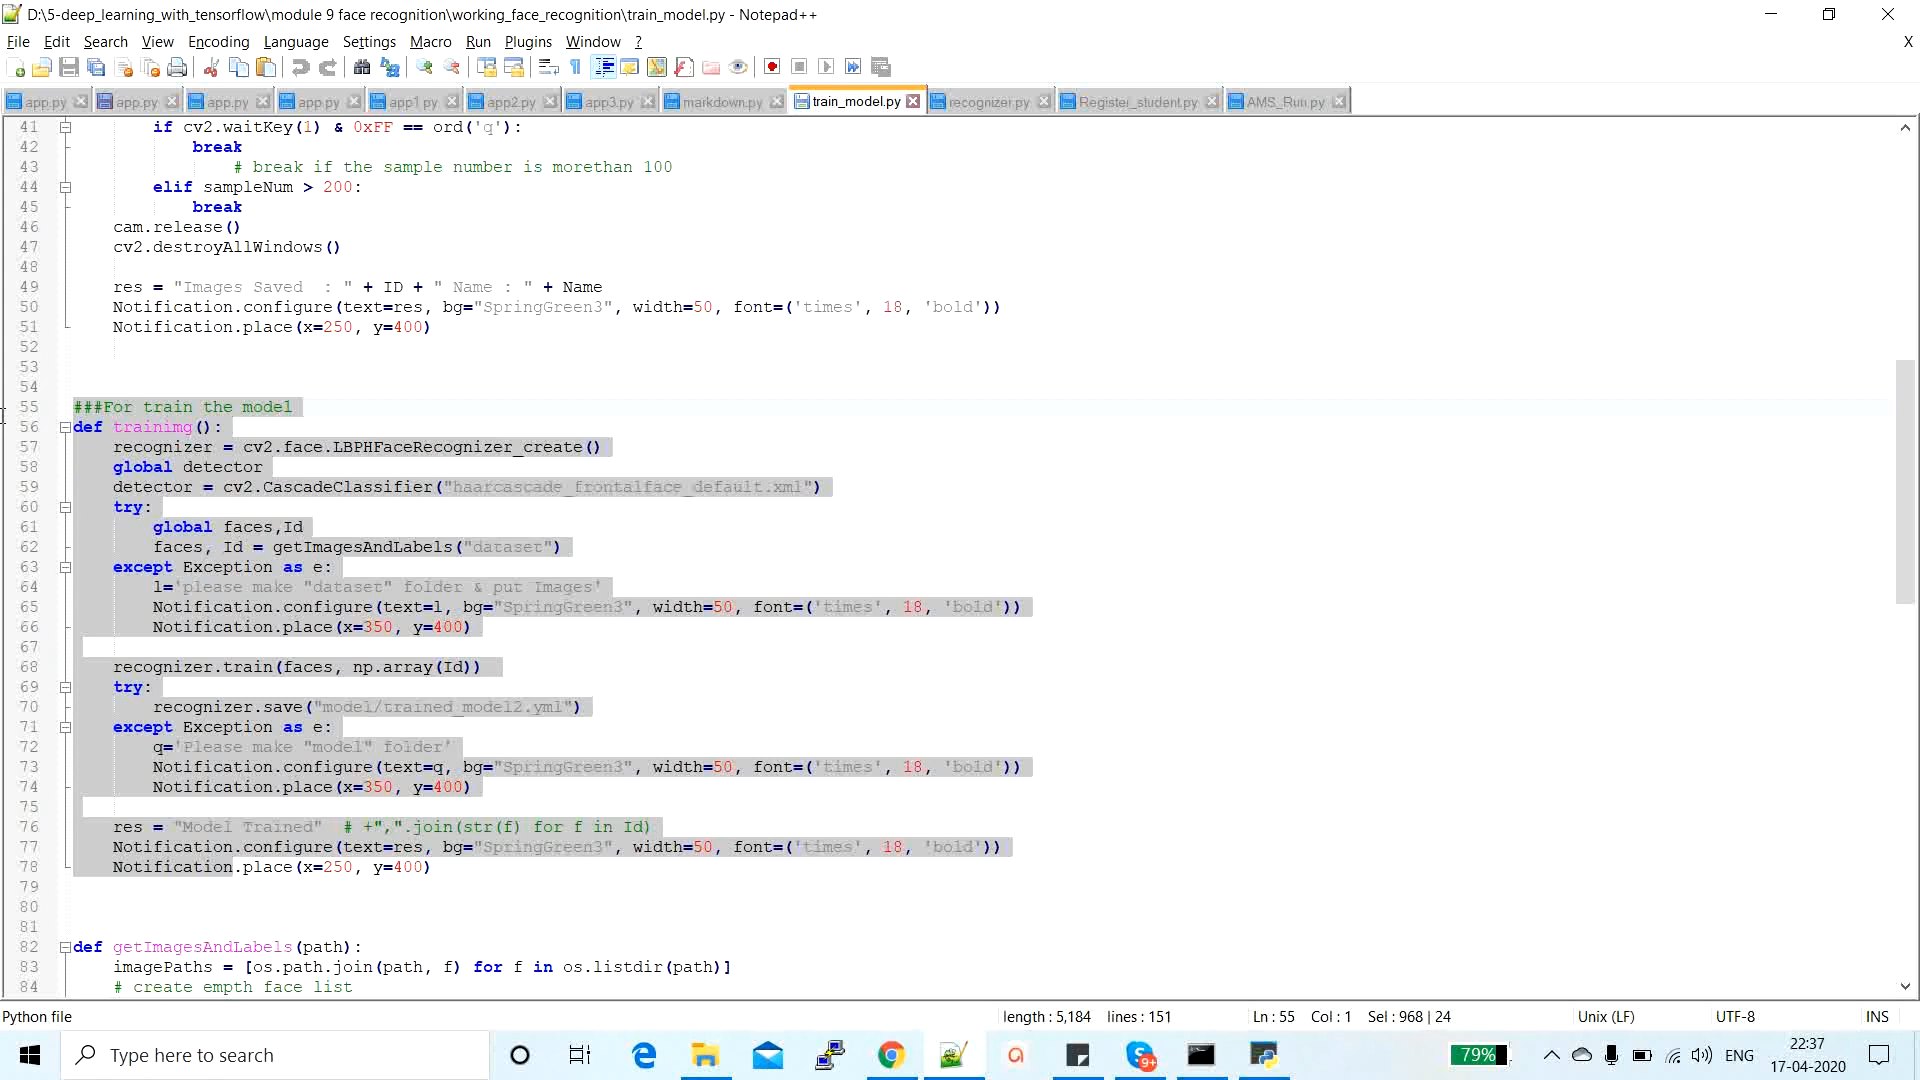 D:\5-deep_learning_with_tensorflow\module 9 face recognition\working_face_recognition\train_model.py - Notepad++
File Edit Search View Encoding Language Settings Macro Run Plugins Window ? X
app.py app.py app.py app.py app1.py app2.py app3.py markdown.py train_model.py recognizer.py Register_student.py AMS_Run.py
41 if cv2.waitKey(1) & 0xFF == ord('q'):
42 break
43 # break if the sample number is morethan 100
44 elif sampleNum > 200:
45 break
46 cam.release()
47 cv2.destroyAllWindows()
48
49 res = "Images Saved  : " + ID + " Name : " + Name
50 Notification.configure(text=res, bg="SpringGreen3", width=50, font=('times', 18, 'bold'))
51 Notification.place(x=250, y=400)
52
53
54
55 ###For train the model
56 def trainimg():
57 recognizer = cv2.face.LBPHFaceRecognizer_create()
58 global detector
59 detector = cv2.CascadeClassifier("haarcascade_frontalface_default.xml")
60 try:
61 global faces,Id
62 faces, Id = getImagesAndLabels("dataset")
63 except Exception as e:
64 l='please make "dataset" folder & put Images'
65 Notification.configure(text=l, bg="SpringGreen3", width=50, font=('times', 18, 'bold'))
66 Notification.place(x=350, y=400)
67
68 recognizer.train(faces, np.array(Id))
69 try:
70 recognizer.save("model/trained_model2.yml")
71 except Exception as e:
72 q='Please make "model" folder'
73 Notification.configure(text=q, bg="SpringGreen3", width=50, font=('times', 18, 'bold'))
74 Notification.place(x=350, y=400)
75
76 res = "Model Trained"  # +",".join(str(f) for f in Id)
77 Notification.configure(text=res, bg="SpringGreen3", width=50, font=('times', 18, 'bold'))
78 Notification.place(x=250, y=400)
79
80
81
82 def getImagesAndLabels(path):
83 imagePaths = [os.path.join(path, f) for f in os.listdir(path)]
84 # create empth face list
Python file length : 5,184 lines : 151 Ln : 55 Col : 1 Sel : 968 | 24 Unix (LF) UTF-8 INS
Type here to search 9+ 79% ENG 22:37
17-04-2020